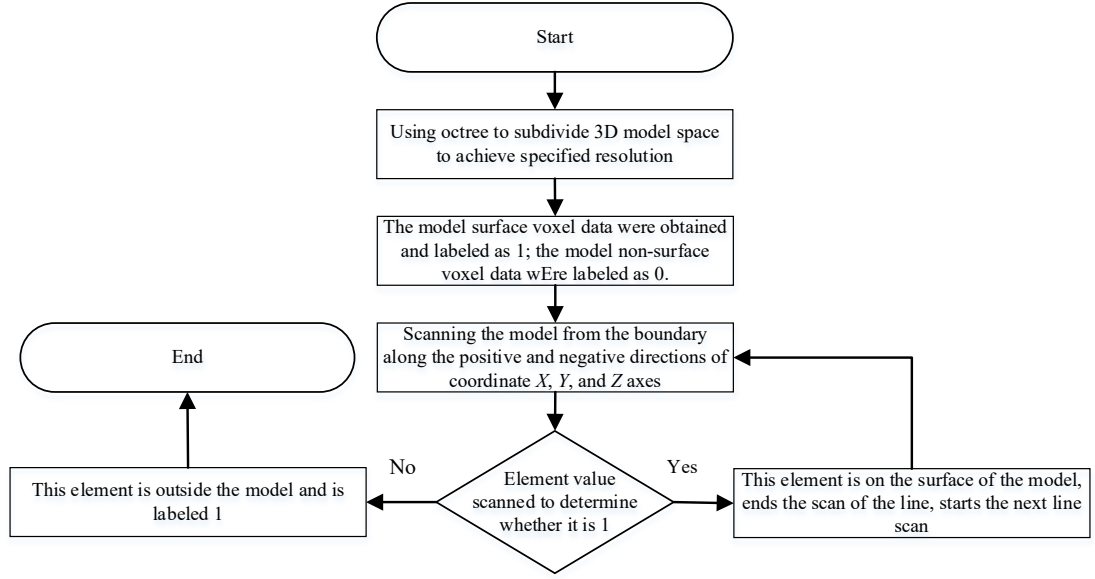 Start
Using octree to subdivide 3D model space
to achieve specified resolution
The model surface voxel data were obtained
and labeled as 1; the model non-surface
voxel data wEre labeled as 0.
Scanning the model from the boundary
along the positive and negative directions of
coordinate X, Y, and Z axes
End
No
Yes
Element value
scanned to determine
whether it is 1
This element is outside the model and is
labeled 1
This element is on the surface of the model,
ends the scan of the line, starts the next line
scan